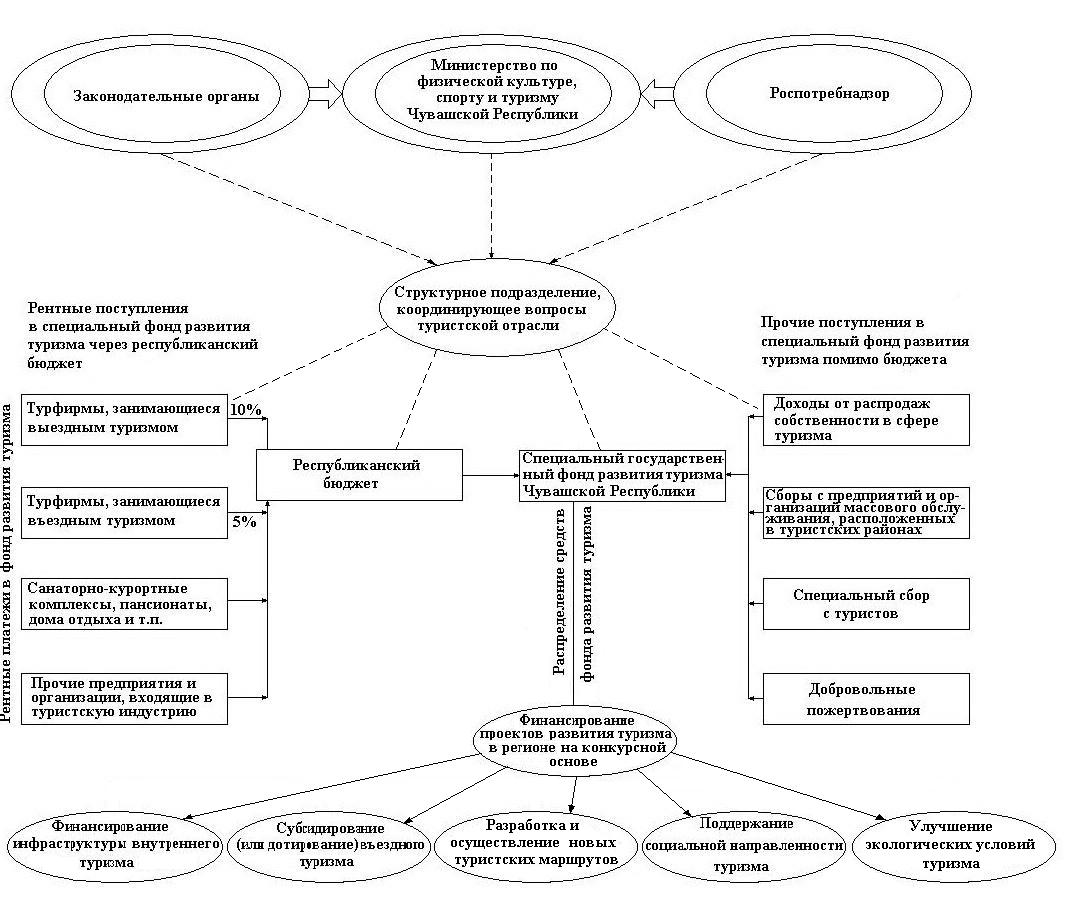 Законодательные органы
Министерство по
физической культуре,
спорту и туризму
Чувашской Республики
Роспотребнадзор
Структурное подразделение,
координирующее вопросы
туристской отрасли
Рентные поступления
в специальный фонд развития
туризма через республиканский
бюджет
Прочие поступления в
специальный фонд развития
туризма помимо бюджета
Рентные платежи в фонд развития туризма
Турфирмы, занимающиеся
выездным туризмом
10%
Турфирмы, занимающиеся
въездным туризмом
5%
Санаторно-курортные
комплексы, пансионаты,
дома отдыха и т.п.
Прочие предприятия и
организации, входящие в
туристскую индустрию
Республиканский
бюджет
Специальный государствен-
ный фонд развития туризма
Чувашской Республики
Распределение средств
фонда развития туризма
Доходы от распродаж
собственности в сфере
туризма
Сборы с предприятий и ор-
ганизаций массового обслу-
живания, расположенных
в туристских районах
Специальный сбор
с туристов
Добровольные
пожертвования
Финансирование
проектов развития туризма
в регионе на конкурсной
основе
Финансирование
инфраструктуры внутреннего
туризма
Субсидирование
(или дотирование) въездного
туризма
Разработка и
осуществление новых
туристских маршрутов
Поддержание
социальной направленности
туризма
Улучшение
экологических условий
туризма